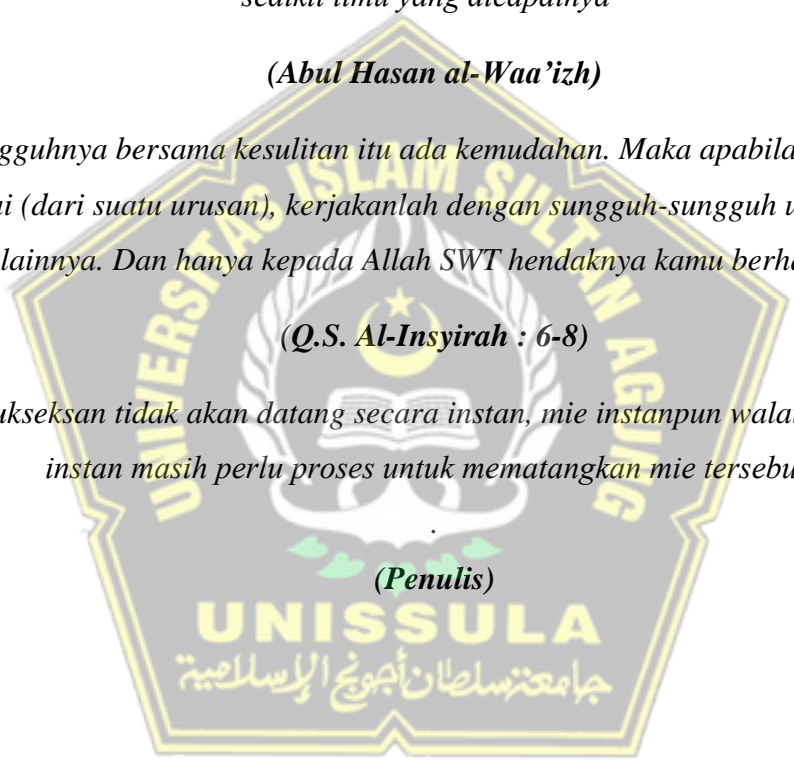 sedikit ilmu yang dicapainya
(Abul Hasan al-Waa’izh)
gguhnya bersama kesulitan itu ada kemudahan. Maka apabila
ai (dari suatu urusan), kerjakanlah dengan sungguh-sungguh u
lainnya. Dan hanya kepada Allah SWT hendaknya kamu berha
(Q.S. Al-Insyirah : 6-8)
ukseksan tidak akan datang secara instan, mie instanpun wala
instan masih perlu proses untuk mematangkan mie tersebu
.
(Penulis)
UNIVERSITAS ISLAM SULTAN AGUNG
UNISSULA
جامعة سلطان أجونج الإسلامية